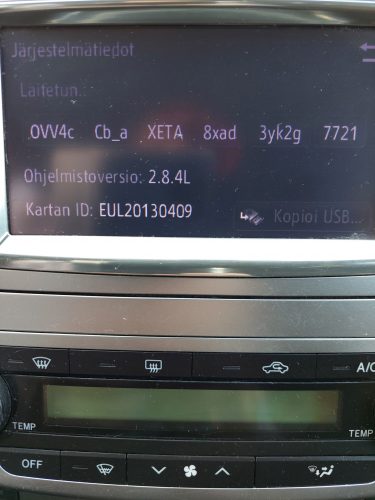 Järjestelmätiedot
Laitetun.:
OVV4c Cb_a XETA 8xad 3yk2g 7721
Ohjelmistoversio: 2.8.4L
Kartan ID: EUL20130409
Kopioi USB...
A/C
TEMP
TEMP
OFF